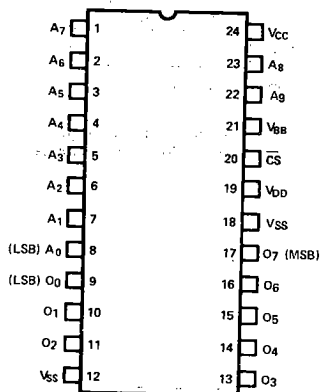 A7 1 24 VCC
A6 2 23 A8
A5 3 22 A9
A4 4 21 VBB
A3 5 20 CS
A2 6 19 VDD
A1 7 18 VSS
(LSB) A0 8 17 O7 (MSB)
(LSB) O0 9 16 O6
O1 10 15 O5
O2 11 14 O4
VSS 12 13 O3